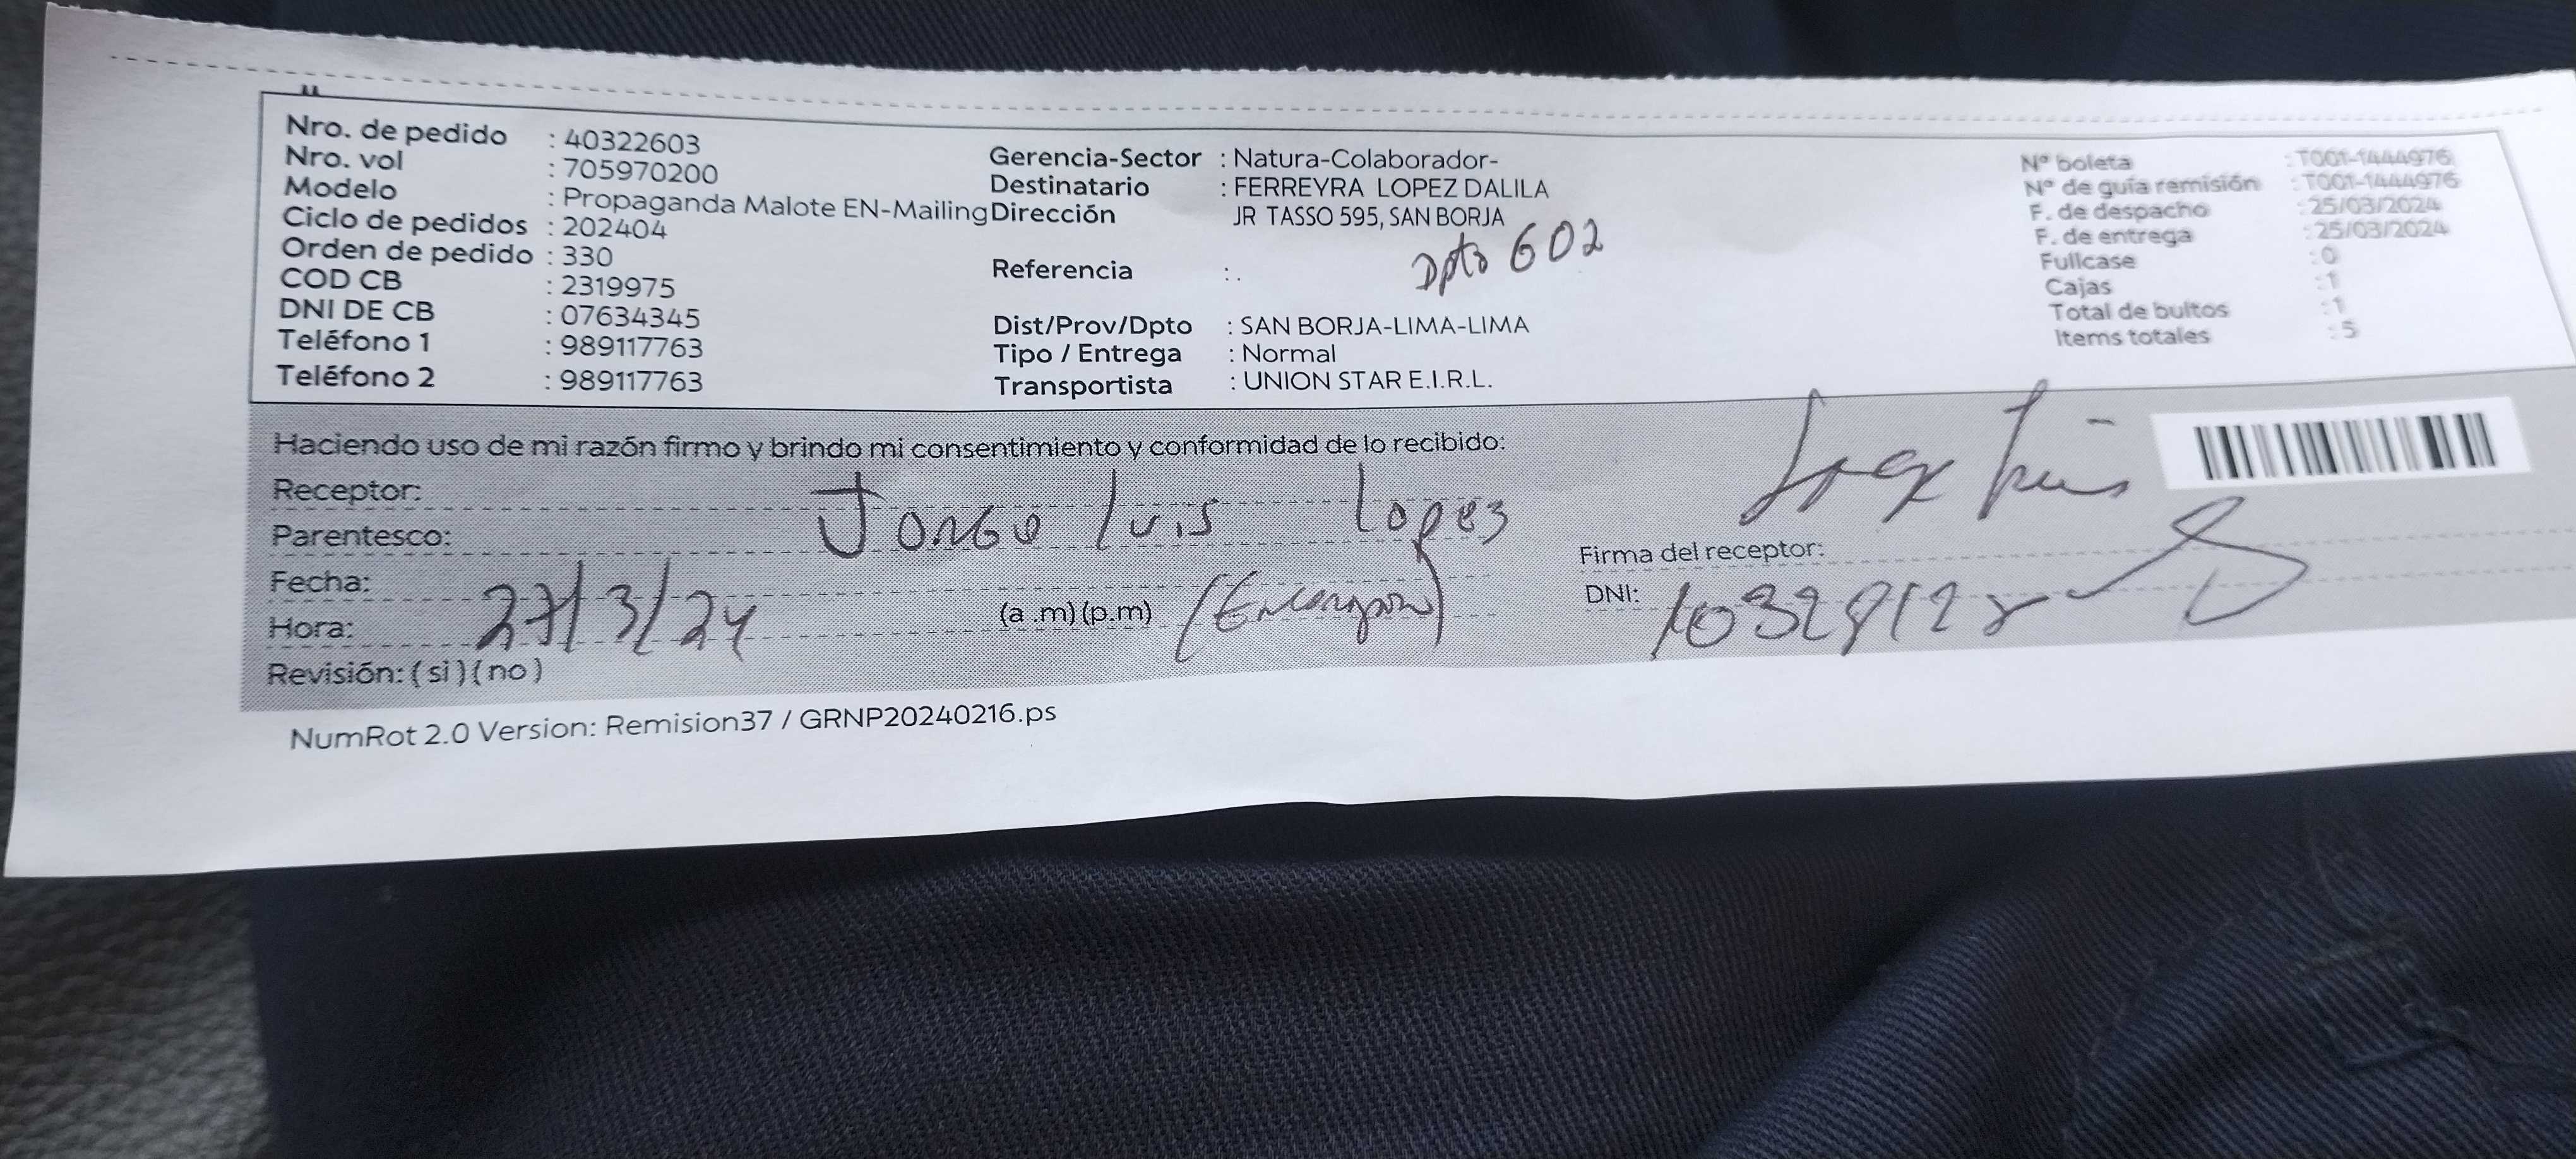 Nro. de pedido : 40322603
Nro. vol : 705970200
Modelo : Propaganda Malote EN-Mailing
Ciclo de pedidos : 202404
Orden de pedido : 330
COD CB : 2319975
DNI DE CB : 07634345
Teléfono 1 : 989117763
Teléfono 2 : 989117763
Gerencia-Sector : Natura-Colaborador-
Destinatario : FERREYRA LOPEZ DALILA
Dirección JR TASSO 595, SAN BORJA
Dpto 602
Referencia : .
Dist/Prov/Dpto : SAN BORJA-LIMA-LIMA
Tipo / Entrega : Normal
Transportista : UNION STAR E.I.R.L.
N° boleta : T001-1444976
N° de guía remisión : T001-1444976
F. de despacho : 25/03/2024
F. de entrega : 25/03/2024
Fullcase : 0
Cajas : 1
Total de bultos : 1
Items totales : 5
Haciendo uso de mi razón firmo y brindo mi consentimiento y conformidad de lo recibido:
Receptor: Jorge Luis Lopez
Parentesco:
Fecha: 27/3/24
Hora: (a .m) (p.m)
Revisión: ( si ) ( no )
Firma del receptor:
DNI:
NumRot 2.0 Version: Remision37 / GRNP20240216.ps